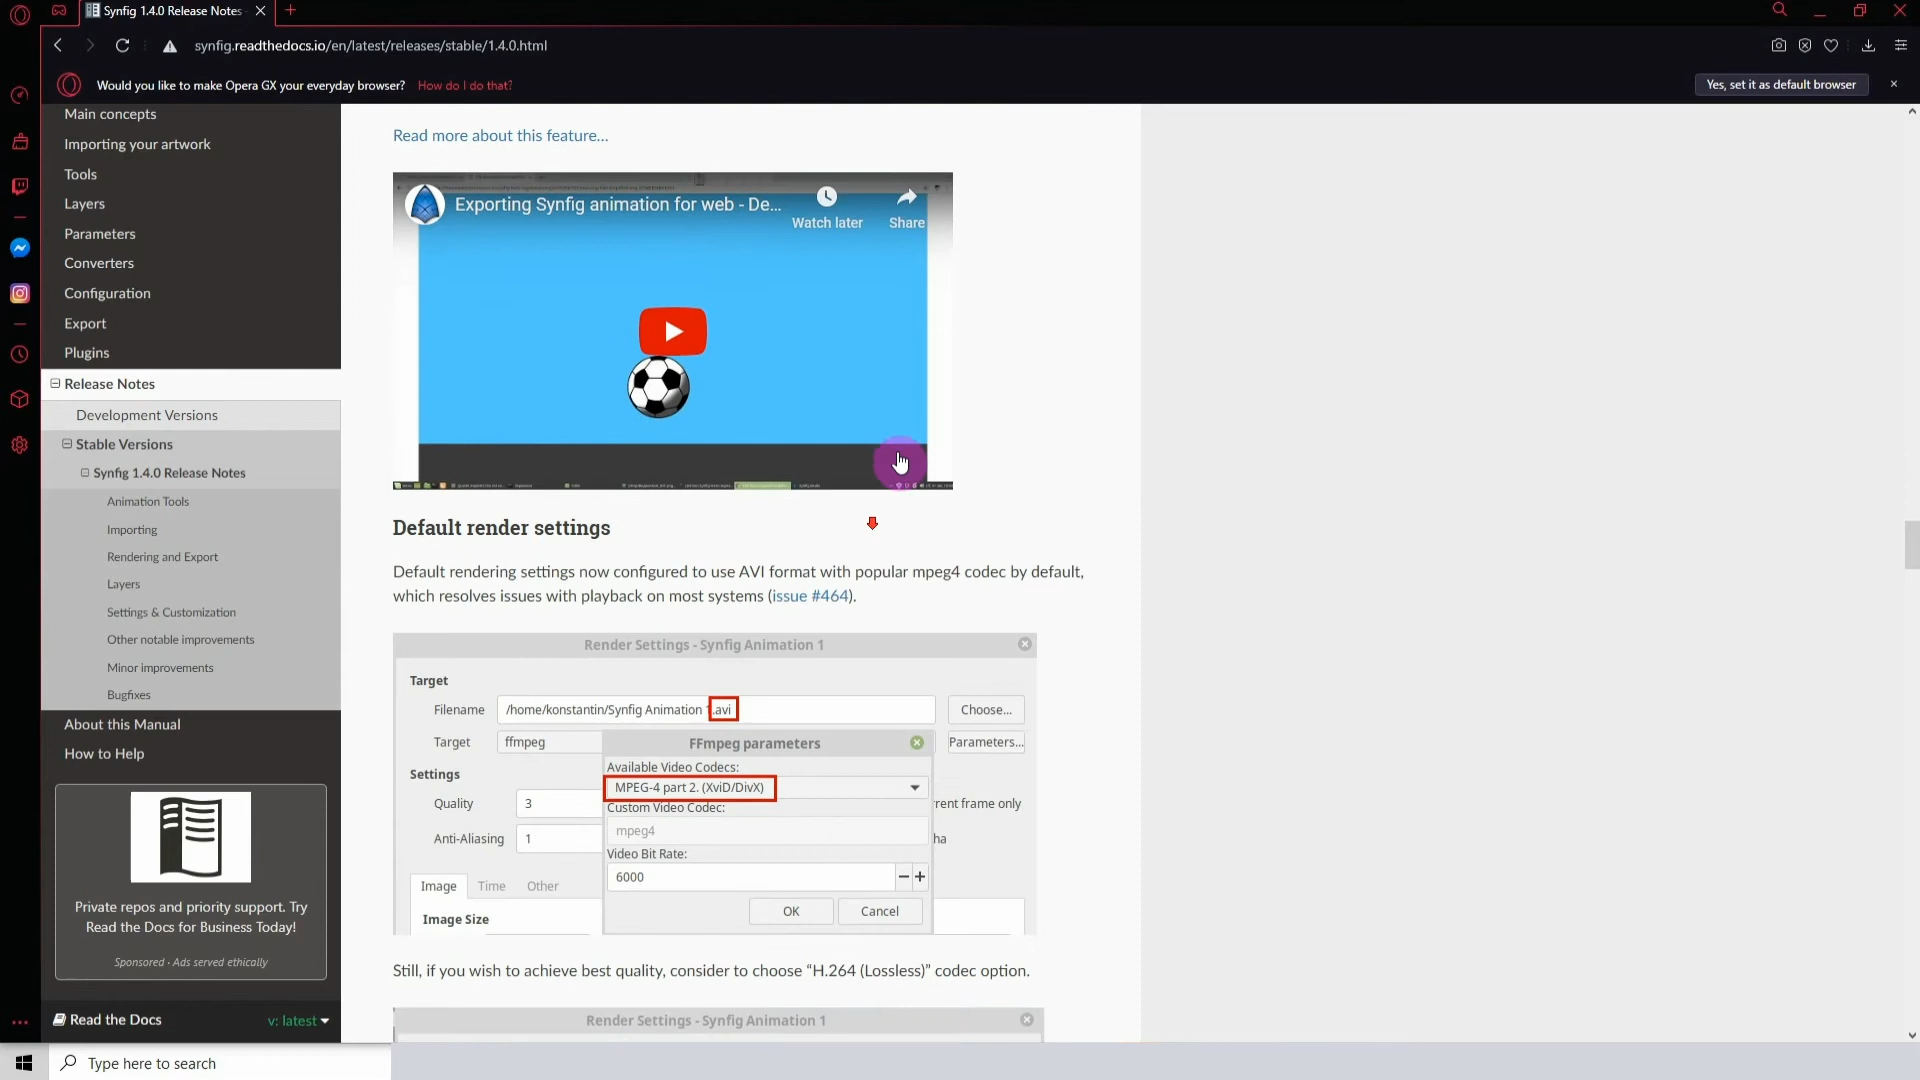 Synfig 1.4.0 Release Notes
synfig.readthedocs.io/en/latest/releases/stable/1.4.0.html
Would you like to make Opera GX your everyday browser? How do I do that?
Yes, set it as default browser
Main concepts
Importing your artwork
Tools
Layers
Parameters
Converters
Configuration
Export
Plugins
Release Notes
Development Versions
Stable Versions
Synfig 1.4.0 Release Notes
Animation Tools
Importing
Rendering and Export
Layers
Settings & Customization
Other notable improvements
Minor improvements
Bugfixes
About this Manual
How to Help
Private repos and priority support. Try
Read the Docs for Business Today!
Sponsored · Ads served ethically
Read the Docs
v: latest
Read more about this feature...
Exporting Synfig animation for web - De...
Watch later
Share
Default render settings
Default rendering settings now configured to use AVI format with popular mpeg4 codec by default,
which resolves issues with playback on most systems (issue #464).
Render Settings - Synfig Animation 1
Target
Filename
/home/konstantin/Synfig Animation 1.avi
Choose...
Target
ffmpeg
Parameters...
FFmpeg parameters
Available Video Codecs:
MPEG-4 part 2. (XviD/DivX)
Custom Video Codec:
mpeg4
Video Bit Rate:
6000
OK
Cancel
Settings
Quality
3
rent frame only
Anti-Aliasing
1
ha
Image
Time
Other
Image Size
Still, if you wish to achieve best quality, consider to choose “H.264 (Lossless)” codec option.
Render Settings - Synfig Animation 1
Type here to search